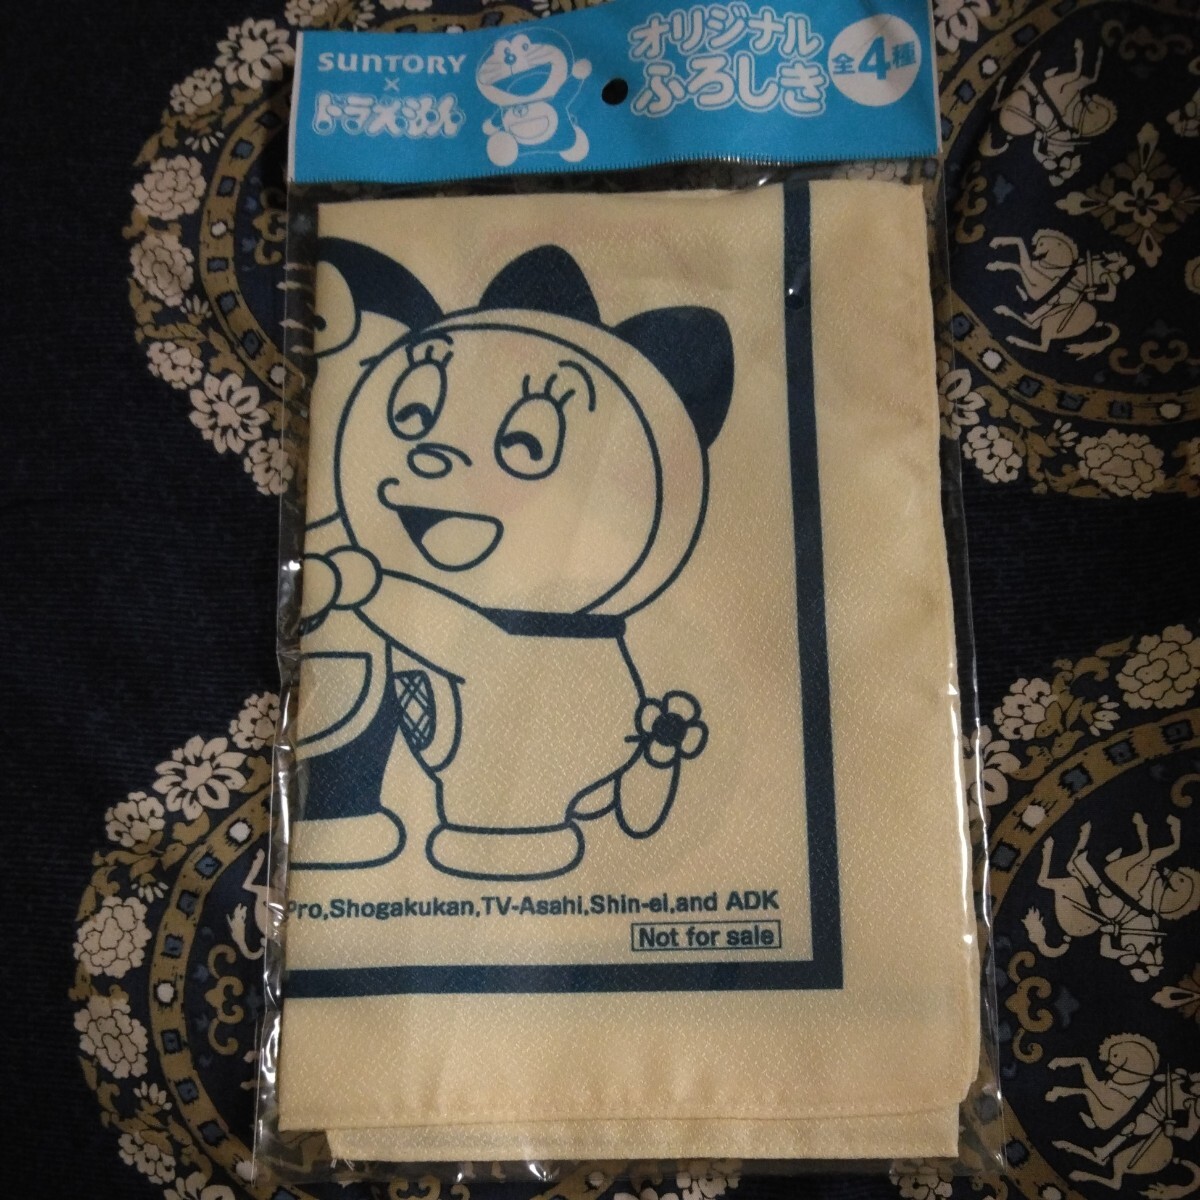 SUNTORY
×
ドラえもん
オリジナル
ふろしき
全4種
Pro,Shogakukan,TV-Asahi,Shin-ei,and ADK
Not for sale